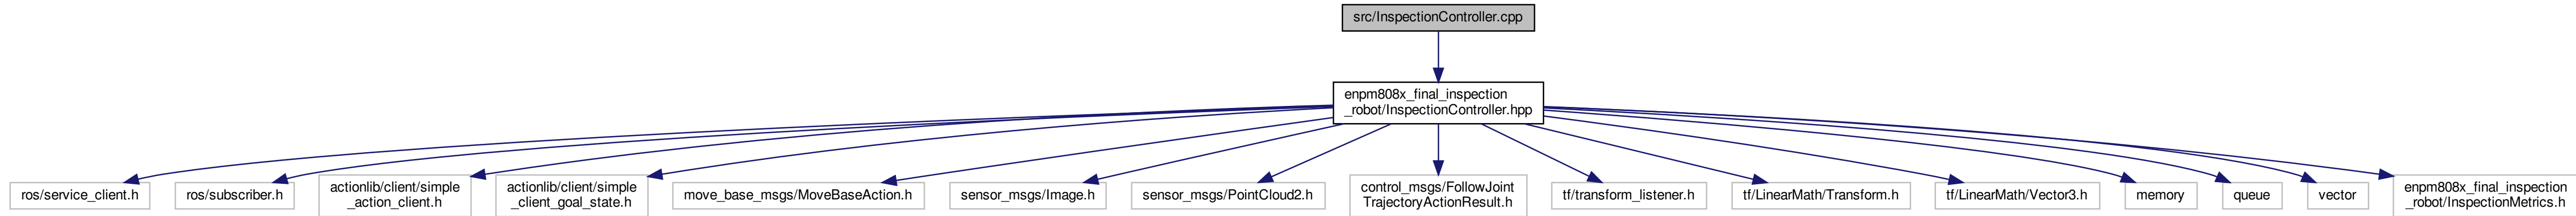 src/InspectionController.cpp
enpm808x_final_inspection
_robot/InspectionController.hpp
ros/service_client.h
ros/subscriber.h
actionlib/client/simple
_action_client.h
actionlib/client/simple
_client_goal_state.h
move_base_msgs/MoveBaseAction.h
sensor_msgs/Image.h
sensor_msgs/PointCloud2.h
control_msgs/FollowJoint
TrajectoryActionResult.h
tf/transform_listener.h
tf/LinearMath/Transform.h
tf/LinearMath/Vector3.h
memory
queue
vector
enpm808x_final_inspection
_robot/InspectionMetrics.h